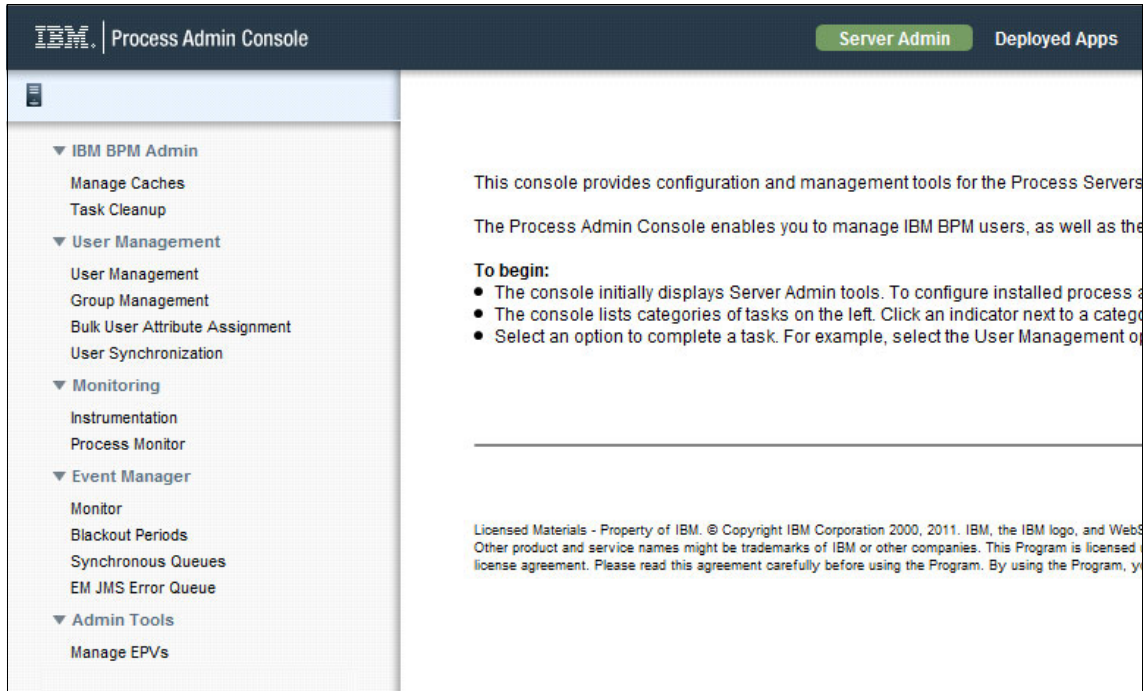 IBM. Process Admin Console
Server Admin
Deployed Apps
IBM BPM Admin
Manage Caches
Task Cleanup
User Management
User Management
Group Management
Bulk User Attribute Assignment
User Synchronization
Monitoring
Instrumentation
Process Monitor
Event Manager
Monitor
Blackout Periods
Synchronous Queues
EM JMS Error Queue
Admin Tools
Manage EPVs
This console provides configuration and management tools for the Process Servers
The Process Admin Console enables you to manage IBM BPM users, as well as the
To begin:
The console initially displays Server Admin tools. To configure installed process
The console lists categories of tasks on the left. Click an indicator next to a
Select an option to complete a task. For example, select the User Management
Licensed Materials - Property of IBM. © Copyright IBM Corporation 2000, 2011. IBM, the IBM logo, and
Other product and service names might be trademarks of IBM or other companies. This Program is licensed
license agreement. Please read this agreement carefully before using the Program. By using the Program,